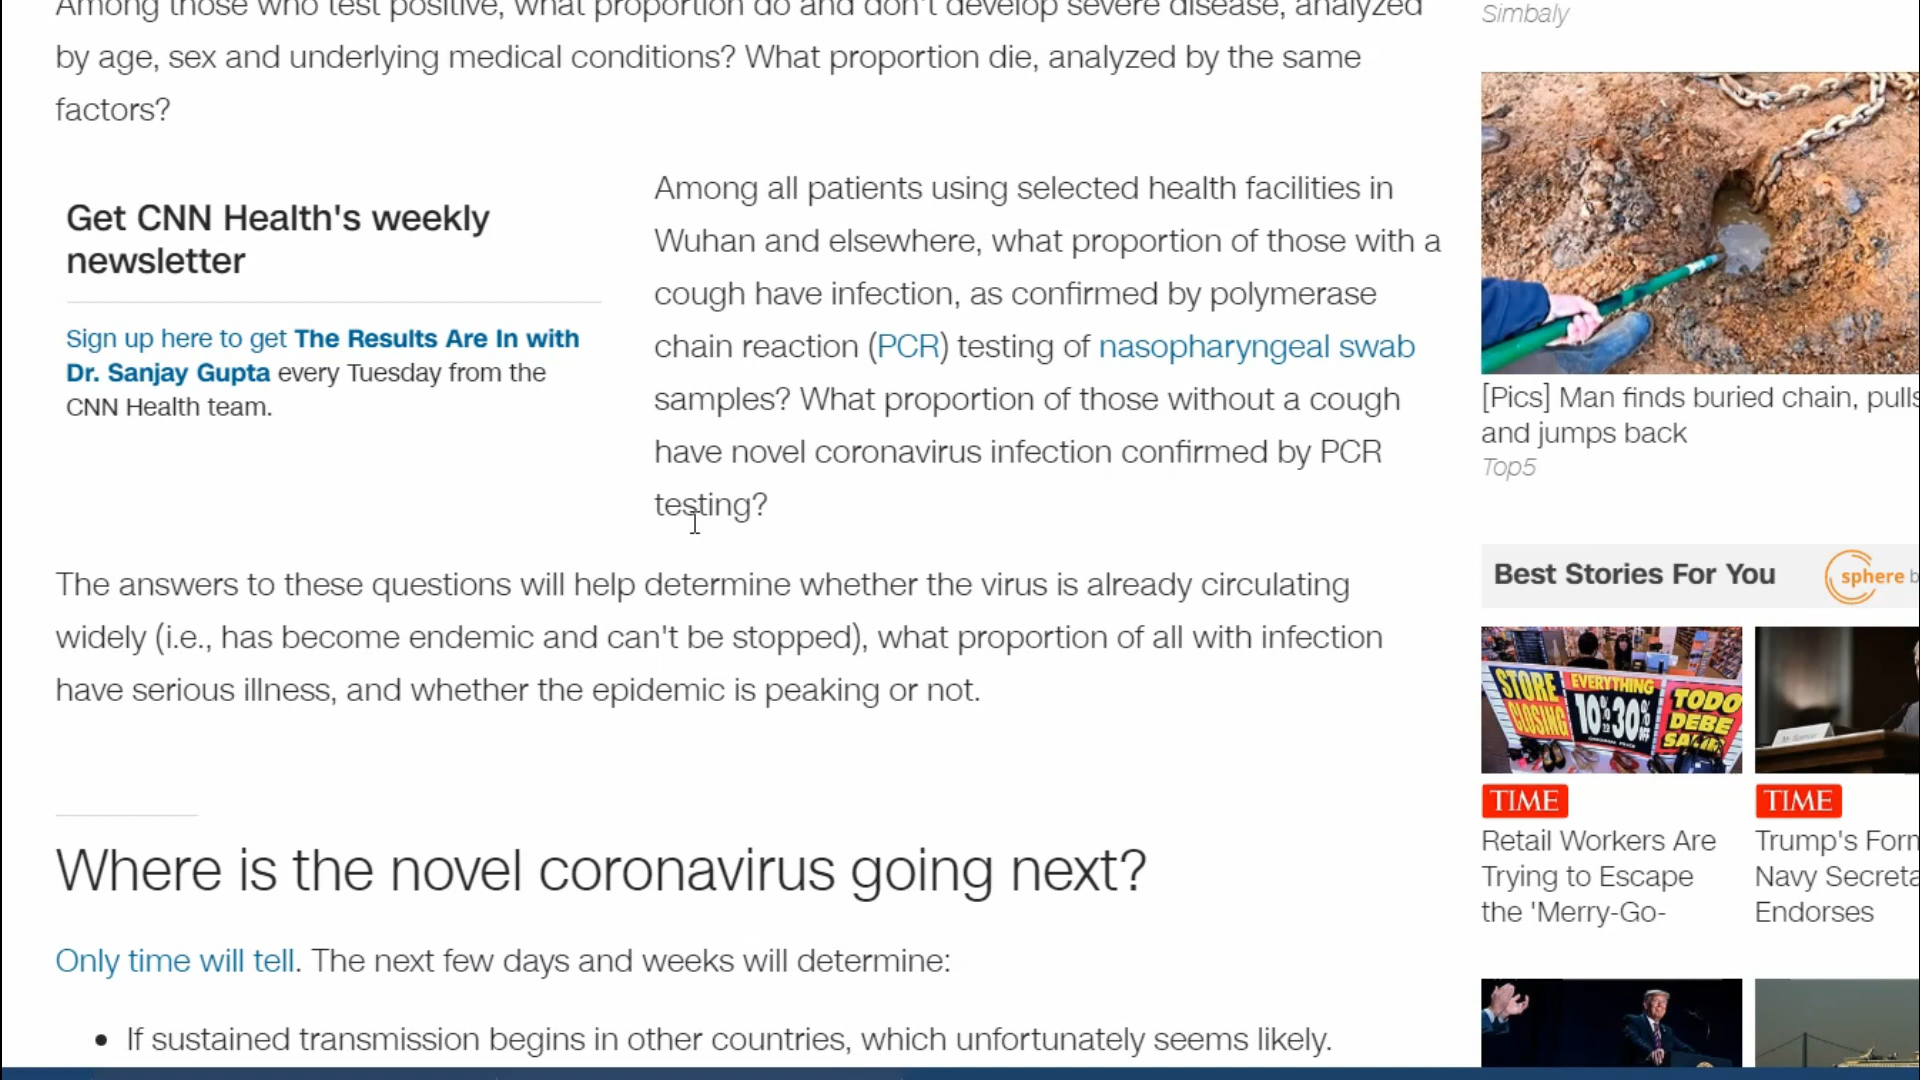 Among those who test positive, what proportion do and don't develop severe disease, analyzed
by age, sex and underlying medical conditions? What proportion die, analyzed by the same
factors?
Get CNN Health's weekly
newsletter
Sign up here to get The Results Are In with
Dr. Sanjay Gupta every Tuesday from the
CNN Health team.
Among all patients using selected health facilities in
Wuhan and elsewhere, what proportion of those with a
cough have infection, as confirmed by polymerase
chain reaction (PCR) testing of nasopharyngeal swab
samples? What proportion of those without a cough
have novel coronavirus infection confirmed by PCR
testing?
The answers to these questions will help determine whether the virus is already circulating
widely (i.e., has become endemic and can't be stopped), what proportion of all with infection
have serious illness, and whether the epidemic is peaking or not.
Where is the novel coronavirus going next?
Only time will tell. The next few days and weeks will determine:
• If sustained transmission begins in other countries, which unfortunately seems likely.
Simbaly
[Pics] Man finds buried chain, pulls
and jumps back
Top5
Best Stories For You
sphere b
STORE
CLOSING
EVERYTHING
10% 30%
OFF
TODO
DEBE
TIME
Retail Workers Are
Trying to Escape
the 'Merry-Go-
TIME
Trump's Form
Navy Secreta
Endorses